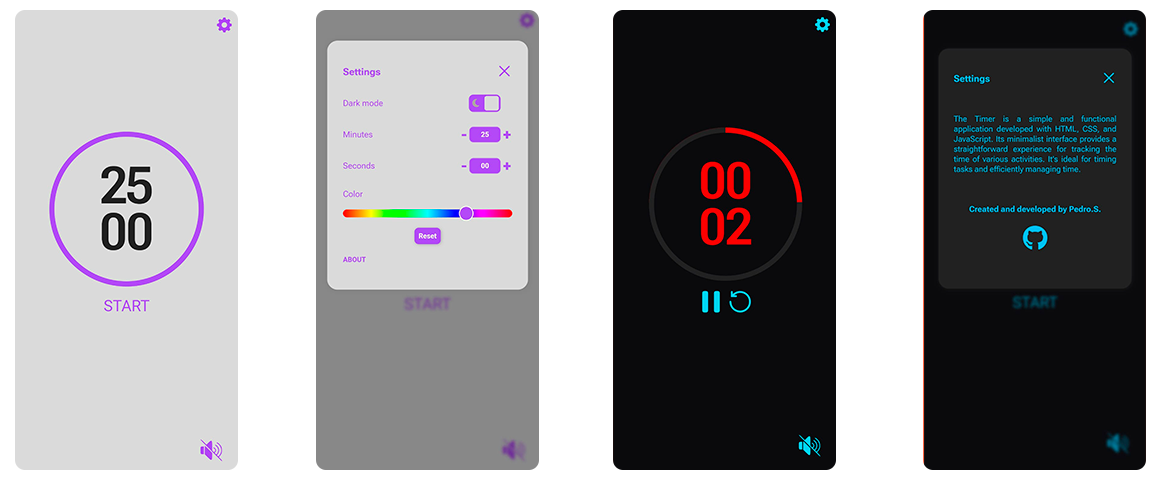 25
00
START
Settings
Dark mode
Minutes
- 25 +
Seconds
- 00 +
Color
Reset
ABOUT
START
00
02
Settings
The Timer is a simple and functional
application developed with HTML, CSS, and
JavaScript. Its minimalist interface provides a
straightforward experience for tracking the
time of various activities. It's ideal for timing
tasks and efficiently managing time.
Created and developed by Pedro.S.
START